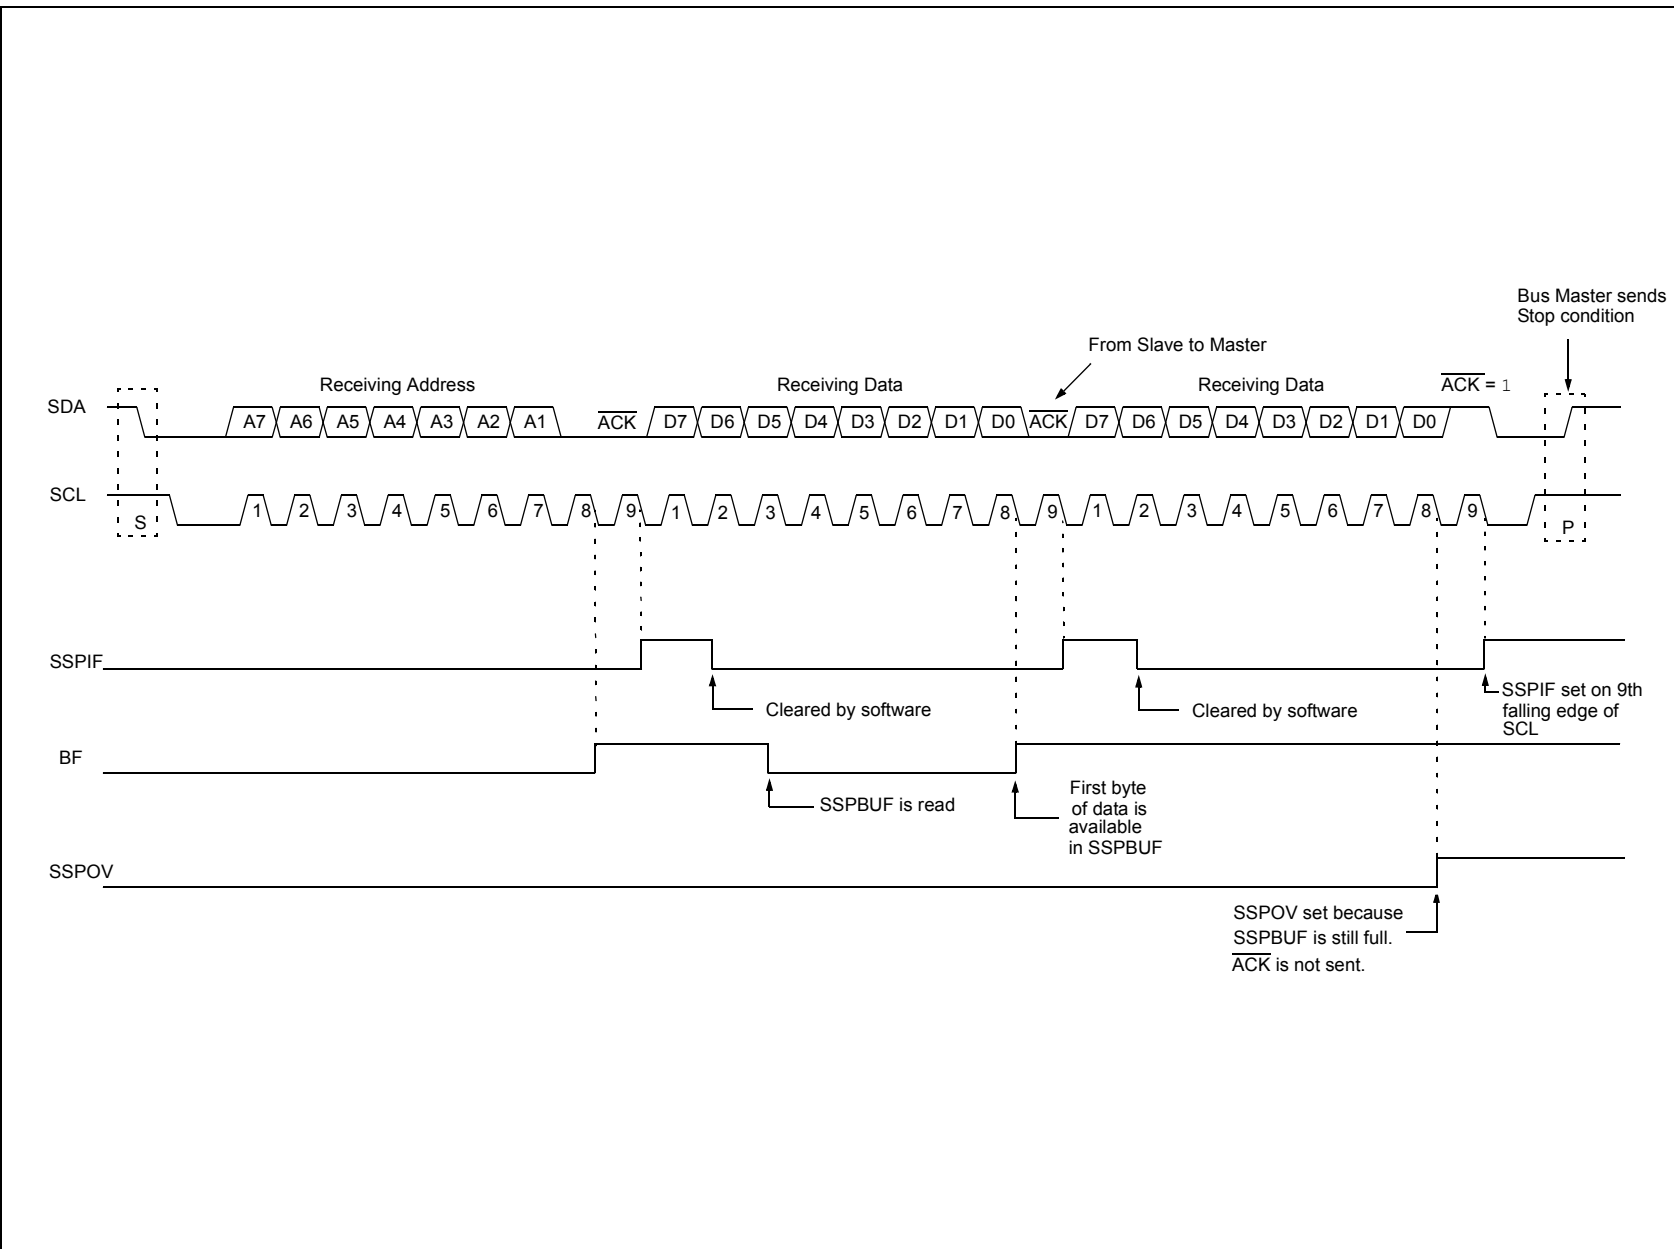 Bus Master sends
Stop condition
From Slave to Master
Receiving Address
Receiving Data
Receiving Data
ACK = 1
SDA
A7 A6 A5 A4 A3 A2 A1 ACK D7 D6 D5 D4 D3 D2 D1 D0 ACK D7 D6 D5 D4 D3 D2 D1 D0
SCL
S
1 2 3 4 5 6 7 8 9 1 2 3 4 5 6 7 8 9 1 2 3 4 5 6 7 8 9
P
SSPIF
Cleared by software
Cleared by software
SSPIF set on 9th
falling edge of
SCL
BF
SSPBUF is read
First byte
of data is
available
in SSPBUF
SSPOV
SSPOV set because
SSPBUF is still full.
ACK is not sent.